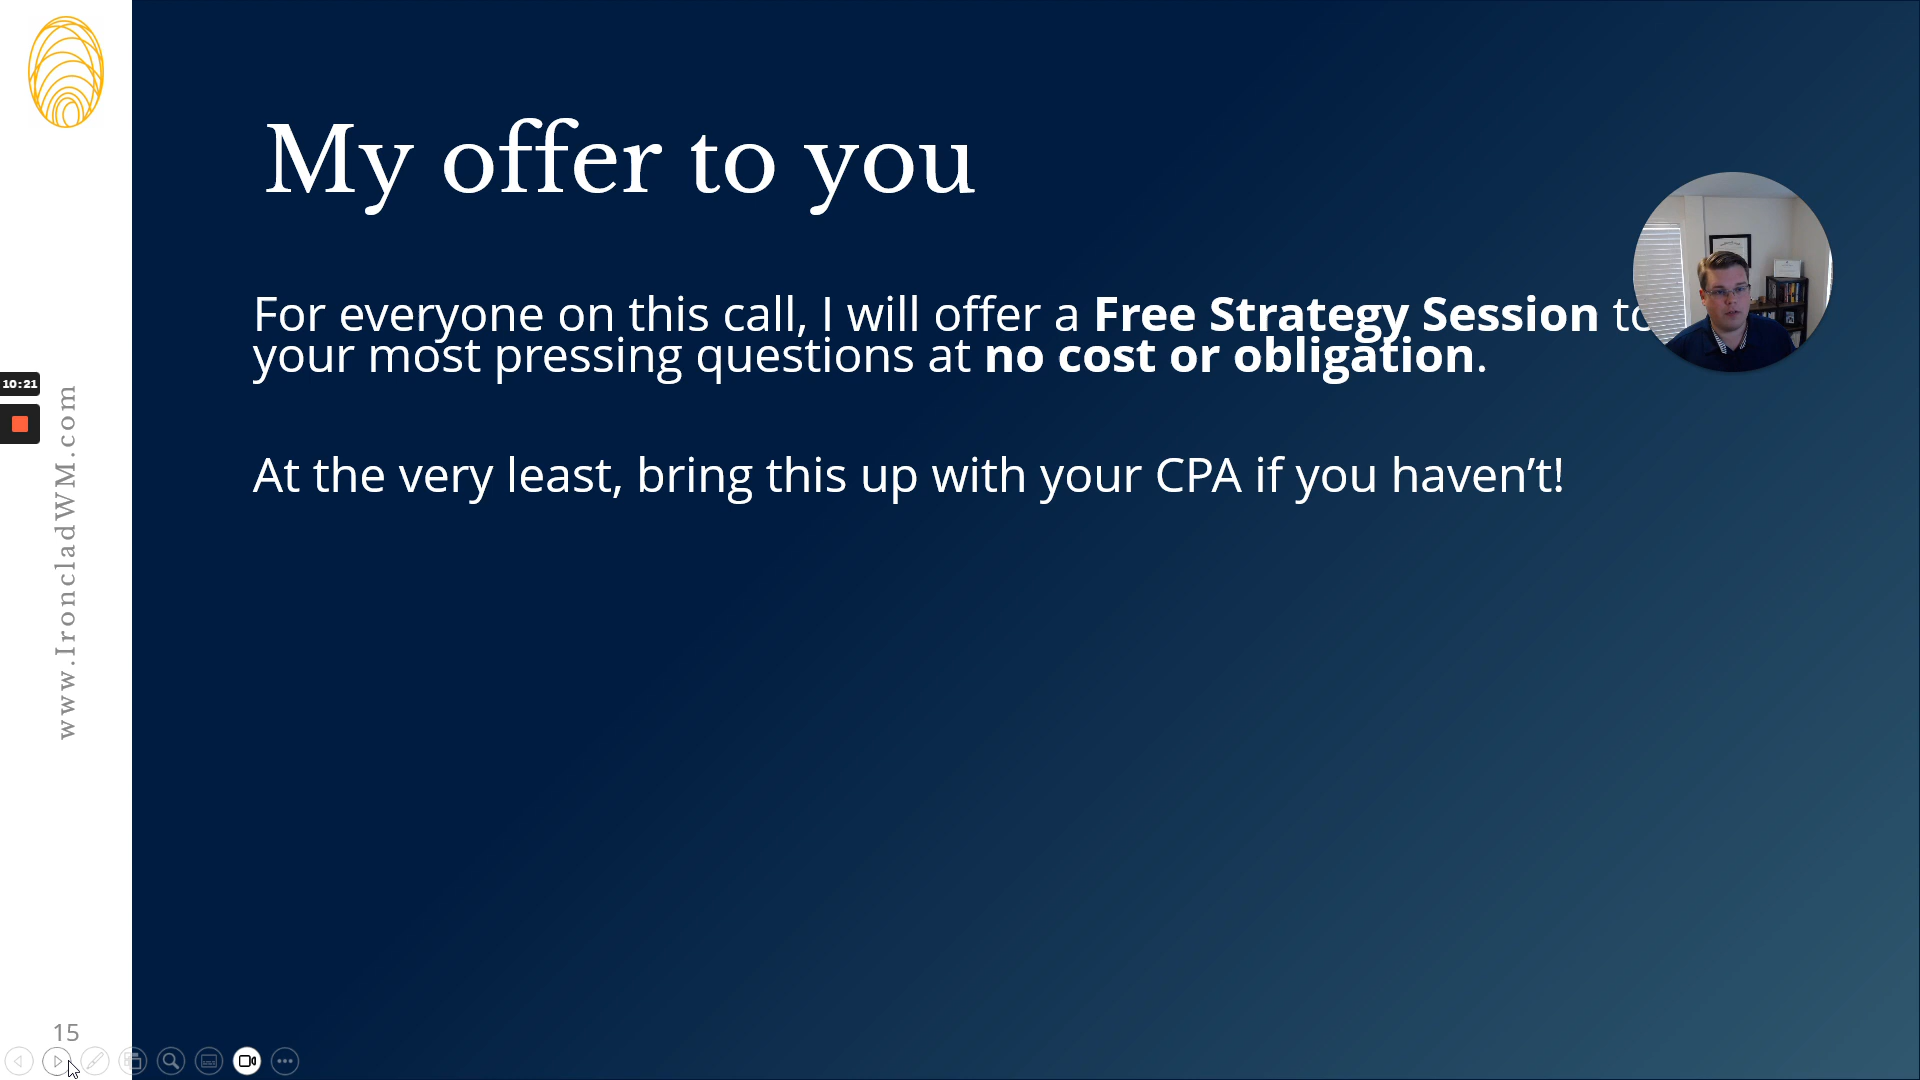 My offer to you
For everyone on this call, I will offer a Free Strategy Session to
your most pressing questions at no cost or obligation.
At the very least, bring this up with your CPA if you haven’t!
10:21
www.IroncladWM.com
15